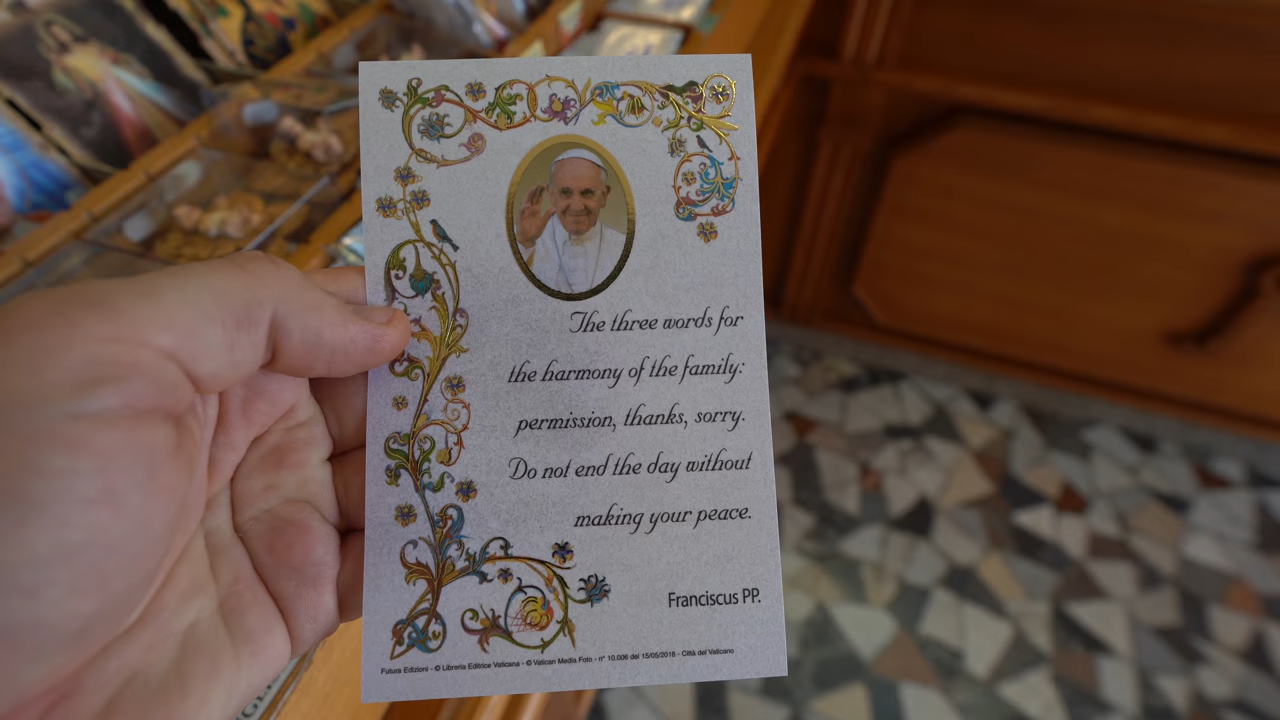 The three words for
the harmony of the family:
permission, thanks, sorry.
Do not end the day without
making your peace.
Franciscus PP.
Futura Edizioni - © Libreria Editrice Vaticana - © Vatican Media Foto - n° 10.006 del 15/05/2018 - Città del Vaticano